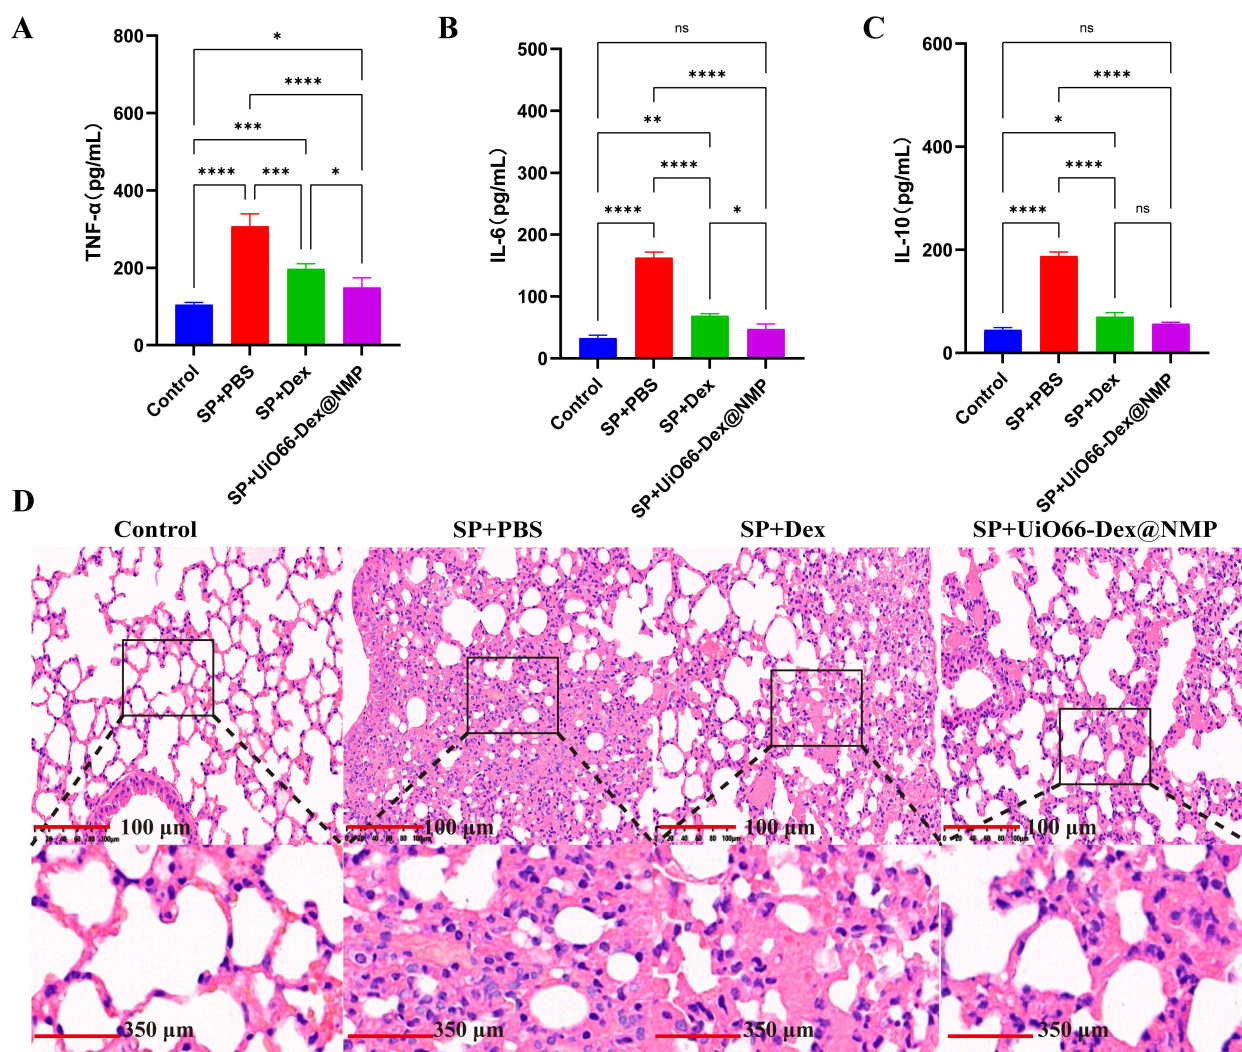 A
TNF-α(pg/mL)
800
600
400
200
0
*
****
***
****
***
*
Control
SP+PBS
SP+Dex
SP+UiO66-Dex@NMP
B
IL-6(pg/mL)
500
400
300
200
100
0
ns
****
**
****
****
*
Control
SP+PBS
SP+Dex
SP+UiO66-Dex@NMP
C
IL-10(pg/mL)
600
400
200
0
ns
****
*
****
****
ns
Control
SP+PBS
SP+Dex
SP+UiO66-Dex@NMP
D
Control
SP+PBS
SP+Dex
SP+UiO66-Dex@NMP
100 μm
100 μm
100 μm
100 μm
350 μm
350 μm
350 μm
350 μm